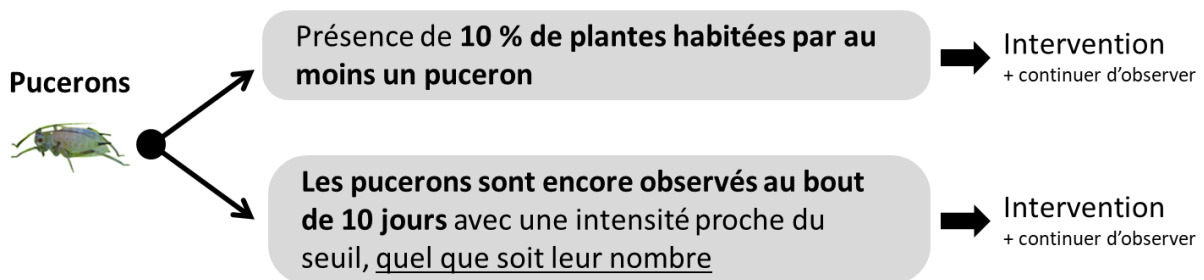 Présence de 10 % de plantes habitées par au
moins un puceron
Intervention
+ continuer d’observer
Pucerons
Les pucerons sont encore observés au bout
de 10 jours avec une intensité proche du
seuil, quel que soit leur nombre
Intervention
+ continuer d’observer